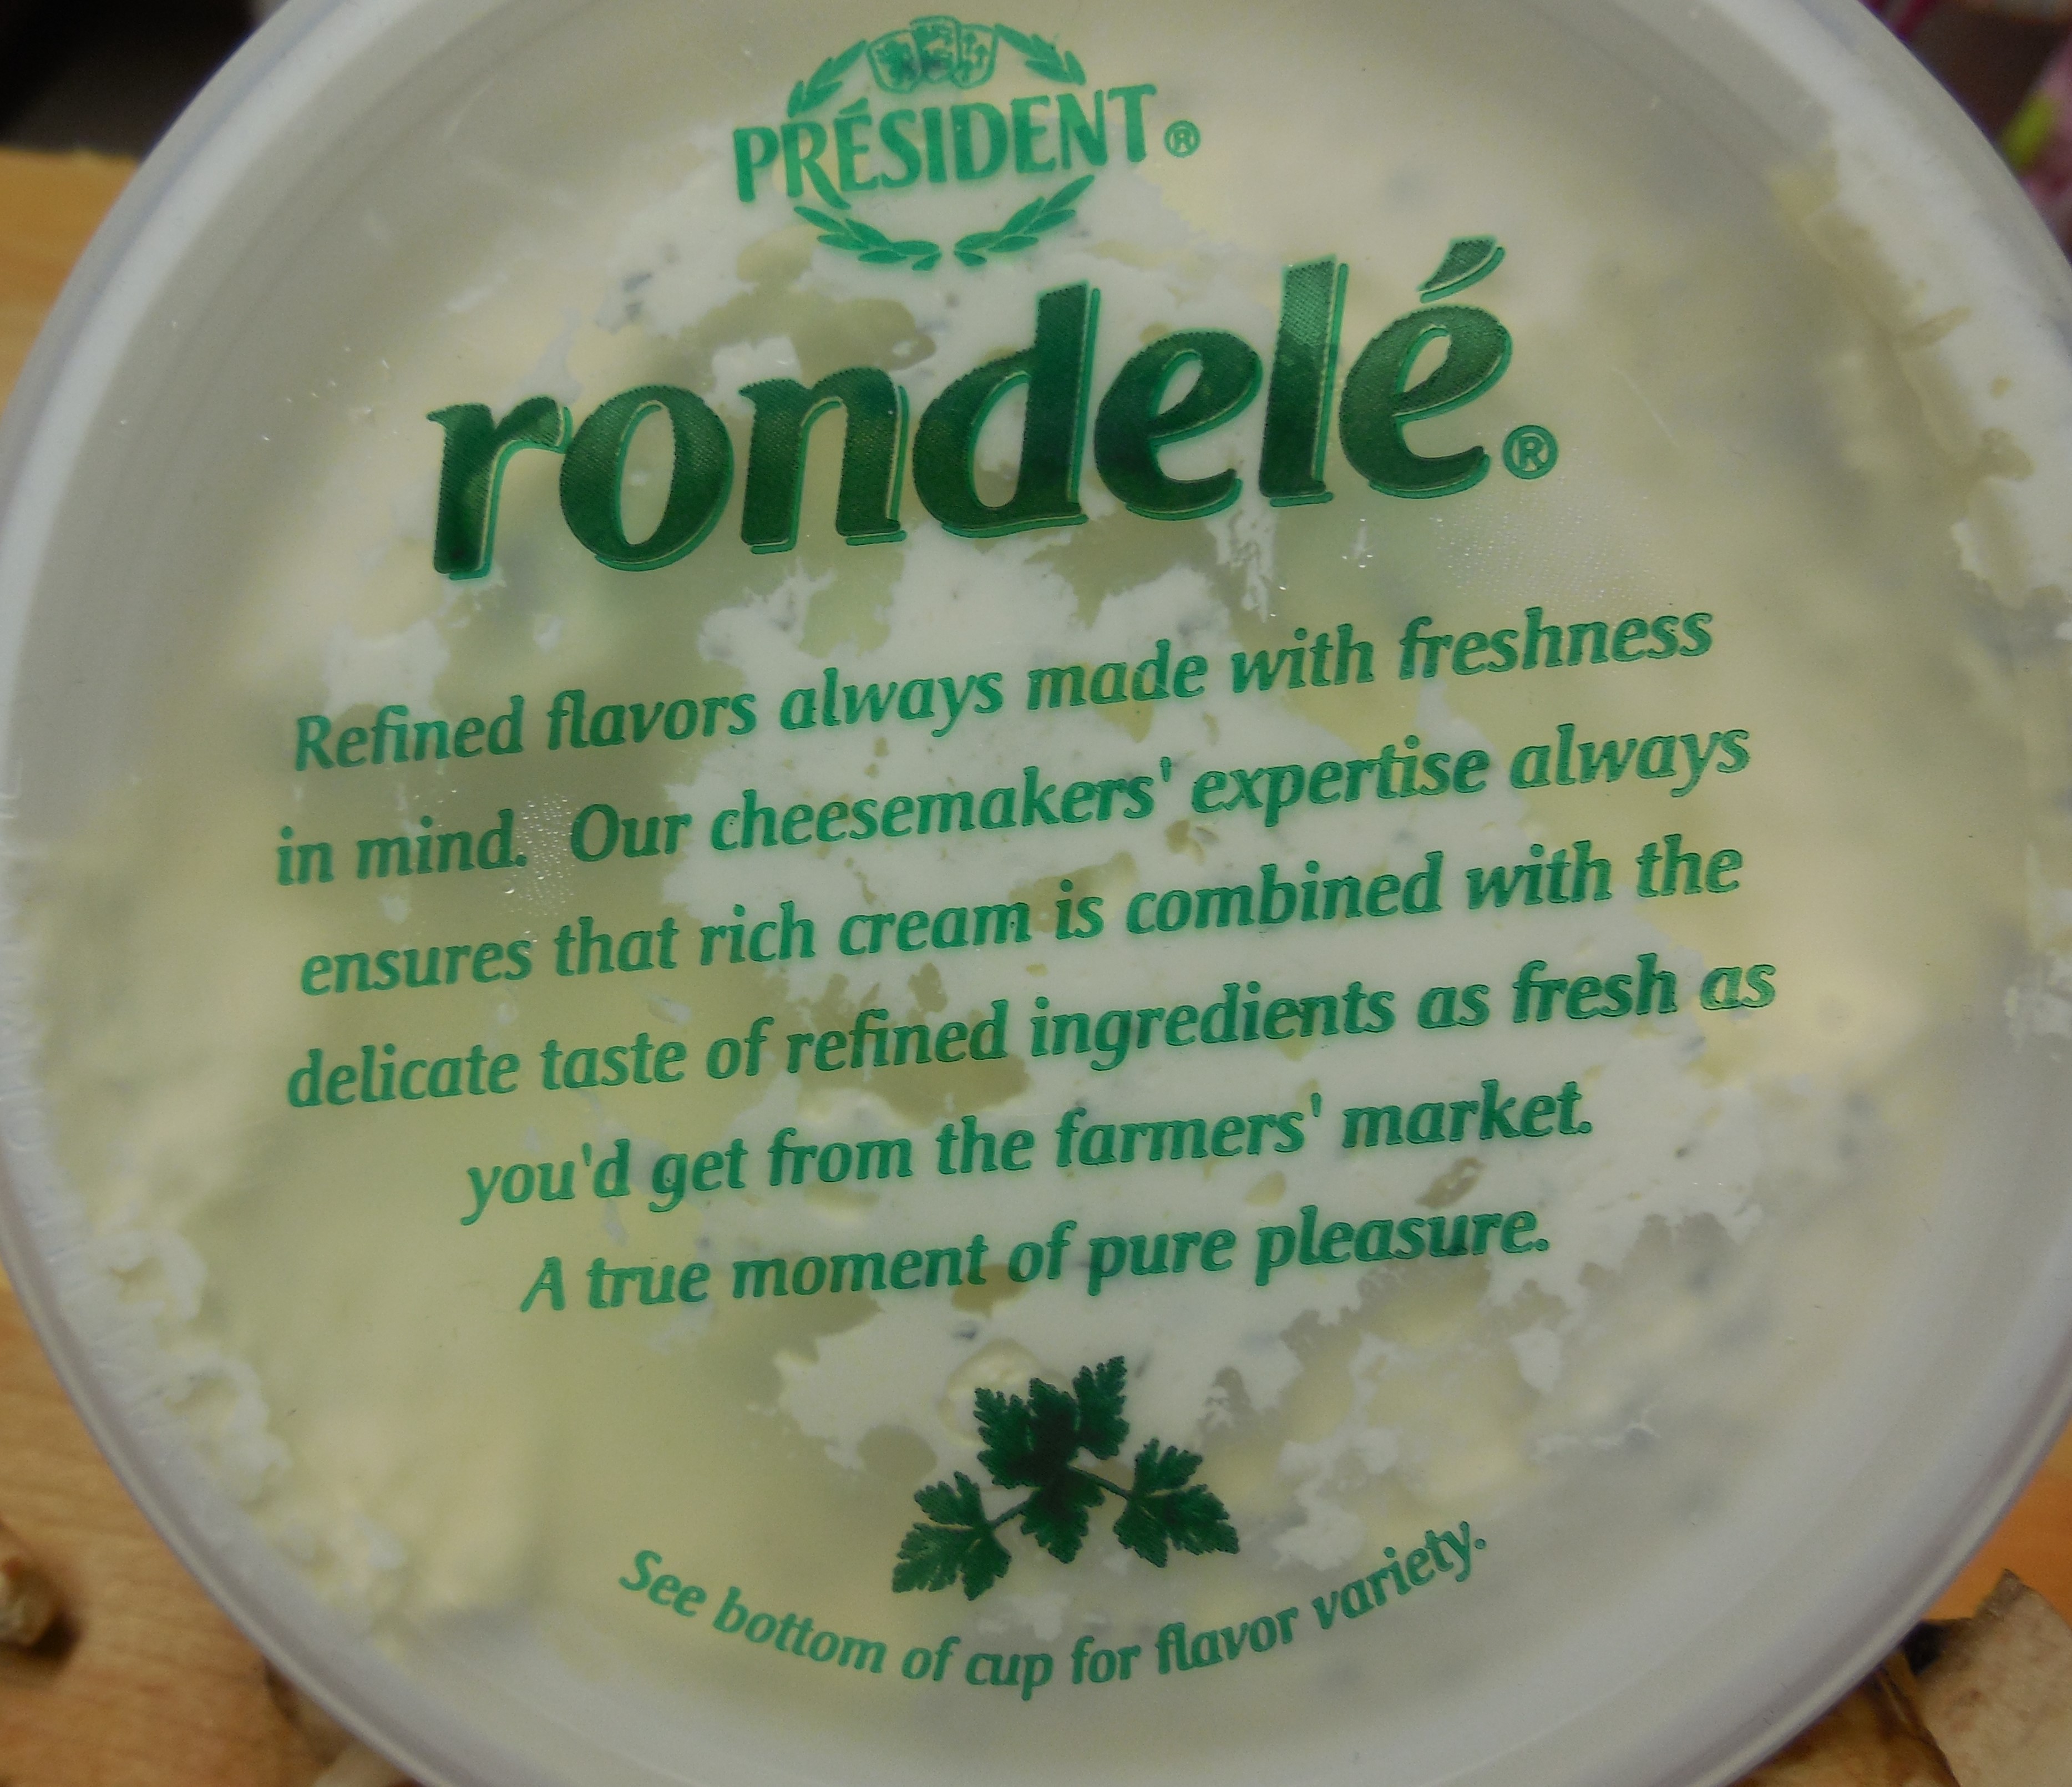 PRÉSIDENT®
rondelé®
Refined flavors always made with freshness
in mind. Our cheesemakers' expertise always
ensures that rich cream is combined with the
delicate taste of refined ingredients as fresh as
you'd get from the farmers' market.
A true moment of pure pleasure.
See bottom of cup for flavor variety.